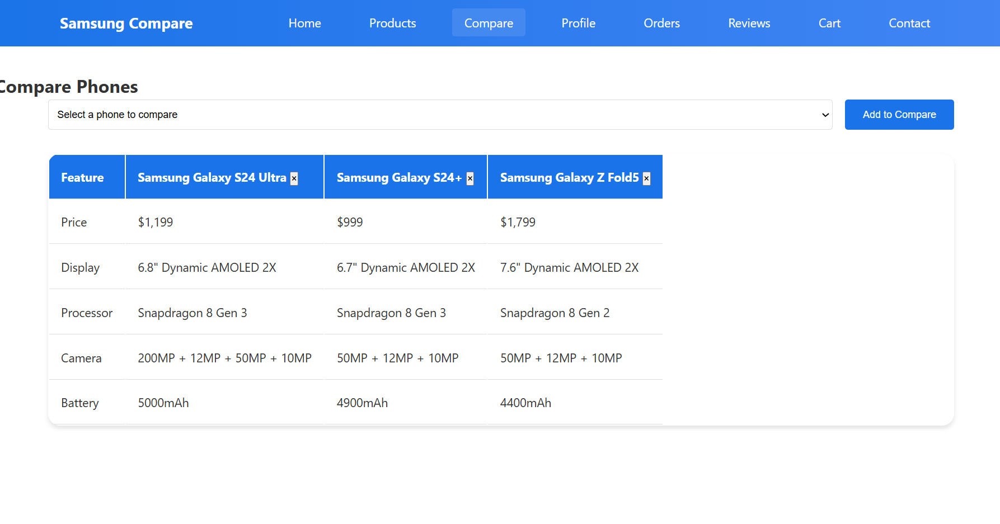 Samsung Compare Home Products Compare Profile Orders Reviews Cart Contact
Compare Phones
Select a phone to compare Add to Compare
Feature Samsung Galaxy S24 Ultra × Samsung Galaxy S24+ × Samsung Galaxy Z Fold5 ×
Price $1,199 $999 $1,799
Display 6.8" Dynamic AMOLED 2X 6.7" Dynamic AMOLED 2X 7.6" Dynamic AMOLED 2X
Processor Snapdragon 8 Gen 3 Snapdragon 8 Gen 3 Snapdragon 8 Gen 2
Camera 200MP + 12MP + 50MP + 10MP 50MP + 12MP + 10MP 50MP + 12MP + 10MP
Battery 5000mAh 4900mAh 4400mAh